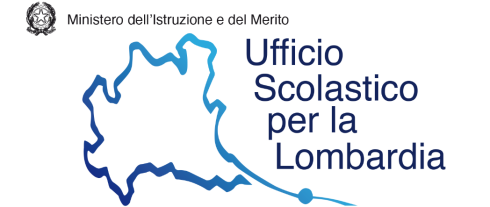 Ministero dell'Istruzione e del Merito
Ufficio
Scolastico
per la
Lombardia